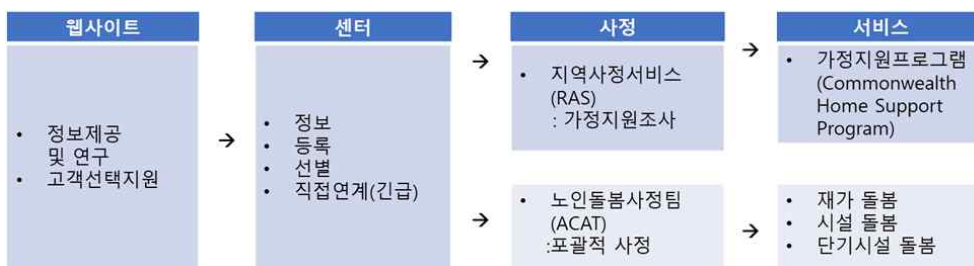 웹사이트
• 정보제공
및 연구
• 고객선택지원
→
센터
• 정보
• 등록
• 선별
• 직접연계(긴급)
→
→
사정
• 지역사정서비스
(RAS)
: 가정지원조사
• 노인돌봄사정팀
(ACAT)
:포괄적 사정
→
→
서비스
• 가정지원프로그램
(Commonwealth
Home Support
Program)
• 재가 돌봄
• 시설 돌봄
• 단기시설 돌봄